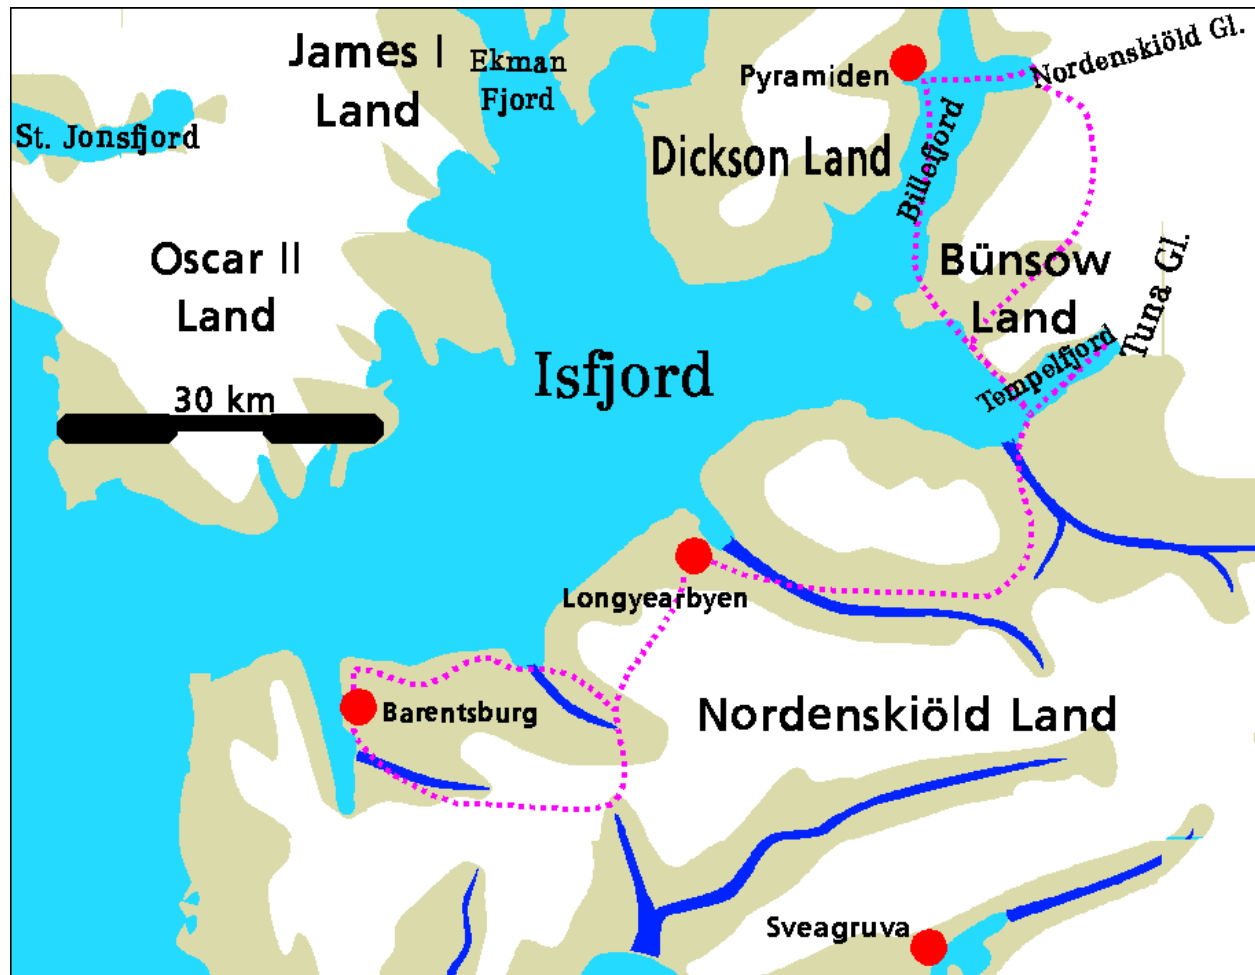 James I
Land
Ekman
Fjord
Pyramiden
Nordenskiöld Gl.
St. Jonsfjord
Dickson Land
Billefjord
Oscar II
Land
Bünsow
Land
Tuna Gl.
Tempelfjord
Isfjord
30 km
Longyearbyen
Barentsburg
Nordenskiöld Land
Sveagruva